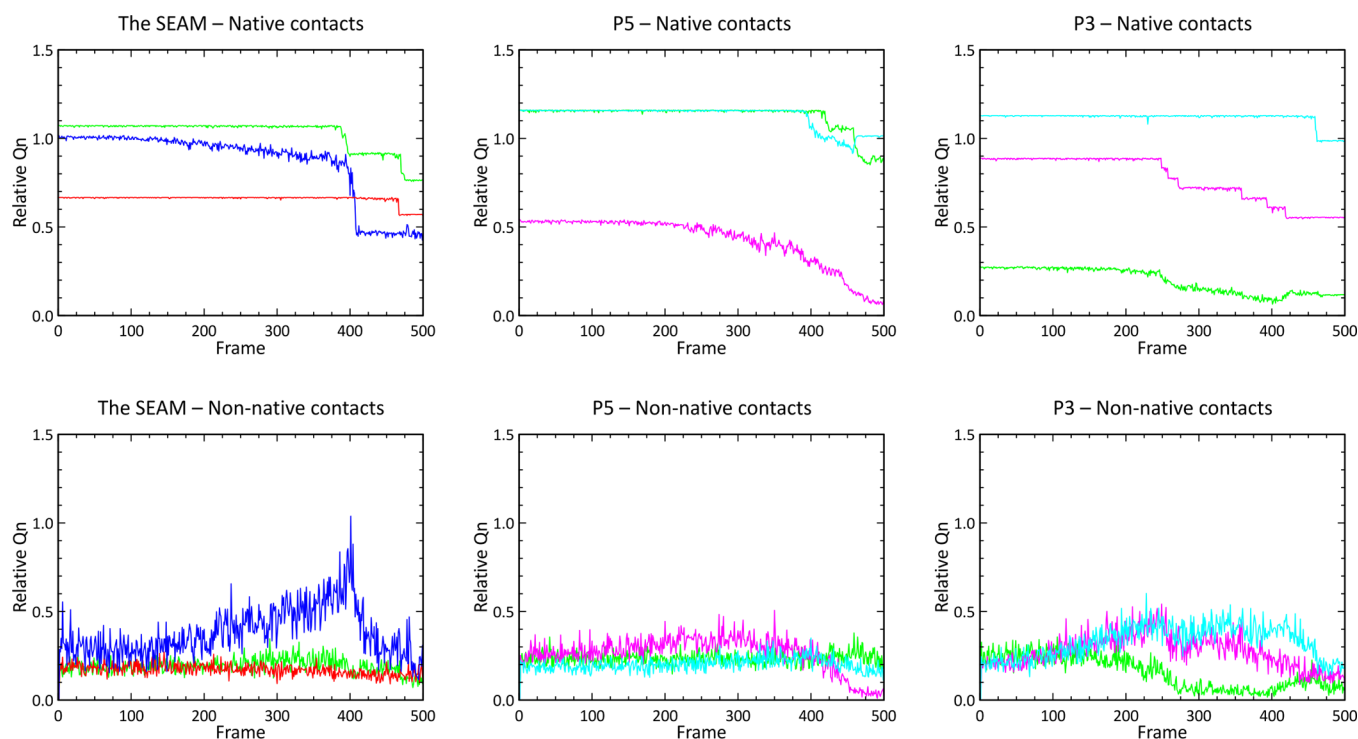 The SEAM – Native contacts
1.5
1.0
0.5
0.0
Relative Qn
0 100 200 300 400 500
Frame
P5 – Native contacts
1.5
1.0
0.5
0.0
Relative Qn
0 100 200 300 400 500
Frame
P3 – Native contacts
1.5
1.0
0.5
0.0
Relative Qn
0 100 200 300 400 500
Frame
The SEAM – Non-native contacts
1.5
1.0
0.5
0.0
Relative Qn
0 100 200 300 400 500
Frame
P5 – Non-native contacts
1.5
1.0
0.5
0.0
Relative Qn
0 100 200 300 400 500
Frame
P3 – Non-native contacts
1.5
1.0
0.5
0.0
Relative Qn
0 100 200 300 400 500
Frame